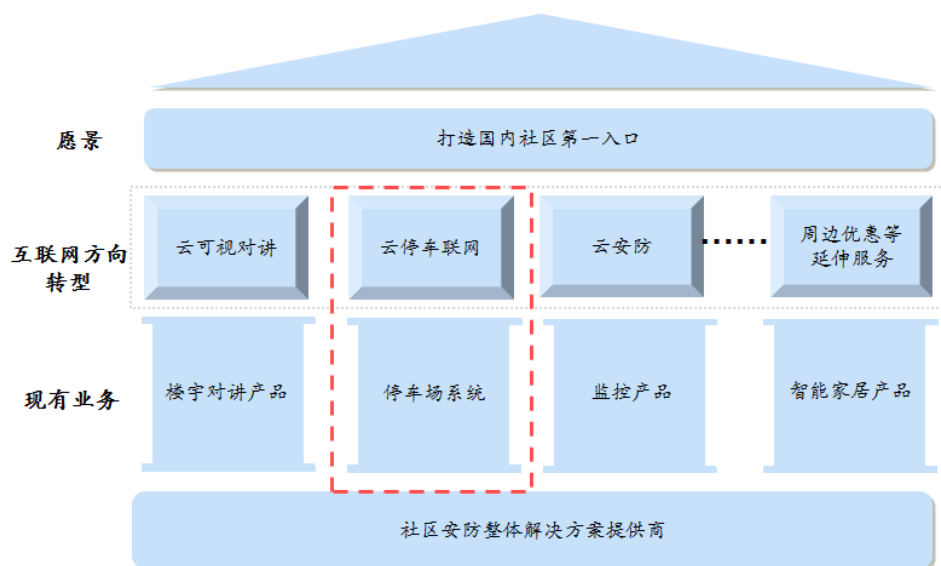 愿景
打造国内社区第一入口
互联网方向
转型
云可视对讲
云停车联网
云安防
······
周边优惠等
延伸服务
现有业务
楼宇对讲产品
停车场系统
监控产品
智能家居产品
社区安防整体解决方案提供商